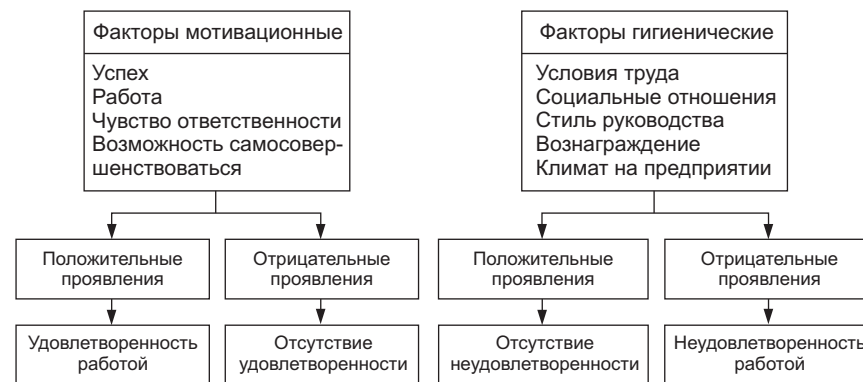 Факторы мотивационные
Успех
Работа
Чувство ответственности
Возможность самосовер-
шенствоваться
Факторы гигиенические
Условия труда
Социальные отношения
Стиль руководства
Вознаграждение
Климат на предприятии
Положительные
проявления
Отрицательные
проявления
Положительные
проявления
Отрицательные
проявления
Удовлетворенность
работой
Отсутствие
удовлетворенности
Отсутствие
неудовлетворенности
Неудовлетворенность
работой